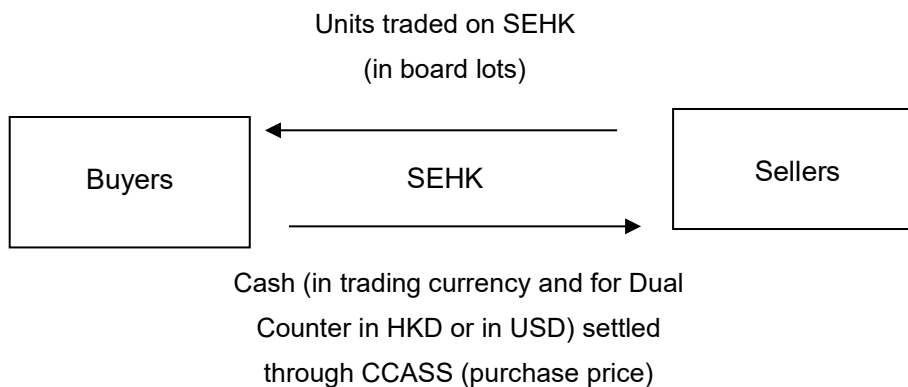 Units traded on SEHK
(in board lots)
Buyers
SEHK
Sellers
Cash (in trading currency and for Dual
Counter in HKD or in USD) settled
through CCASS (purchase price)